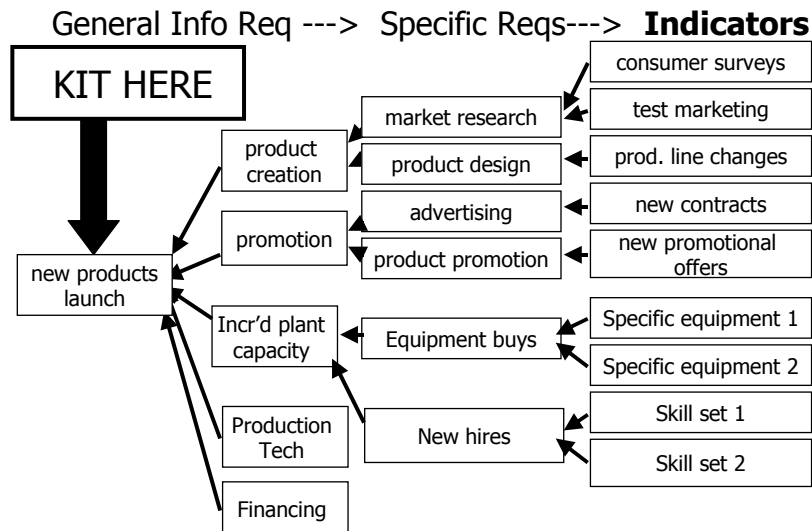 General Info Req ---> Specific Reqs---> Indicators
KIT HERE
new products
launch
product
creation
promotion
Incr'd plant
capacity
Production
Tech
Financing
market research
product design
advertising
product promotion
Equipment buys
New hires
consumer surveys
test marketing
prod. line changes
new contracts
new promotional
offers
Specific equipment 1
Specific equipment 2
Skill set 1
Skill set 2